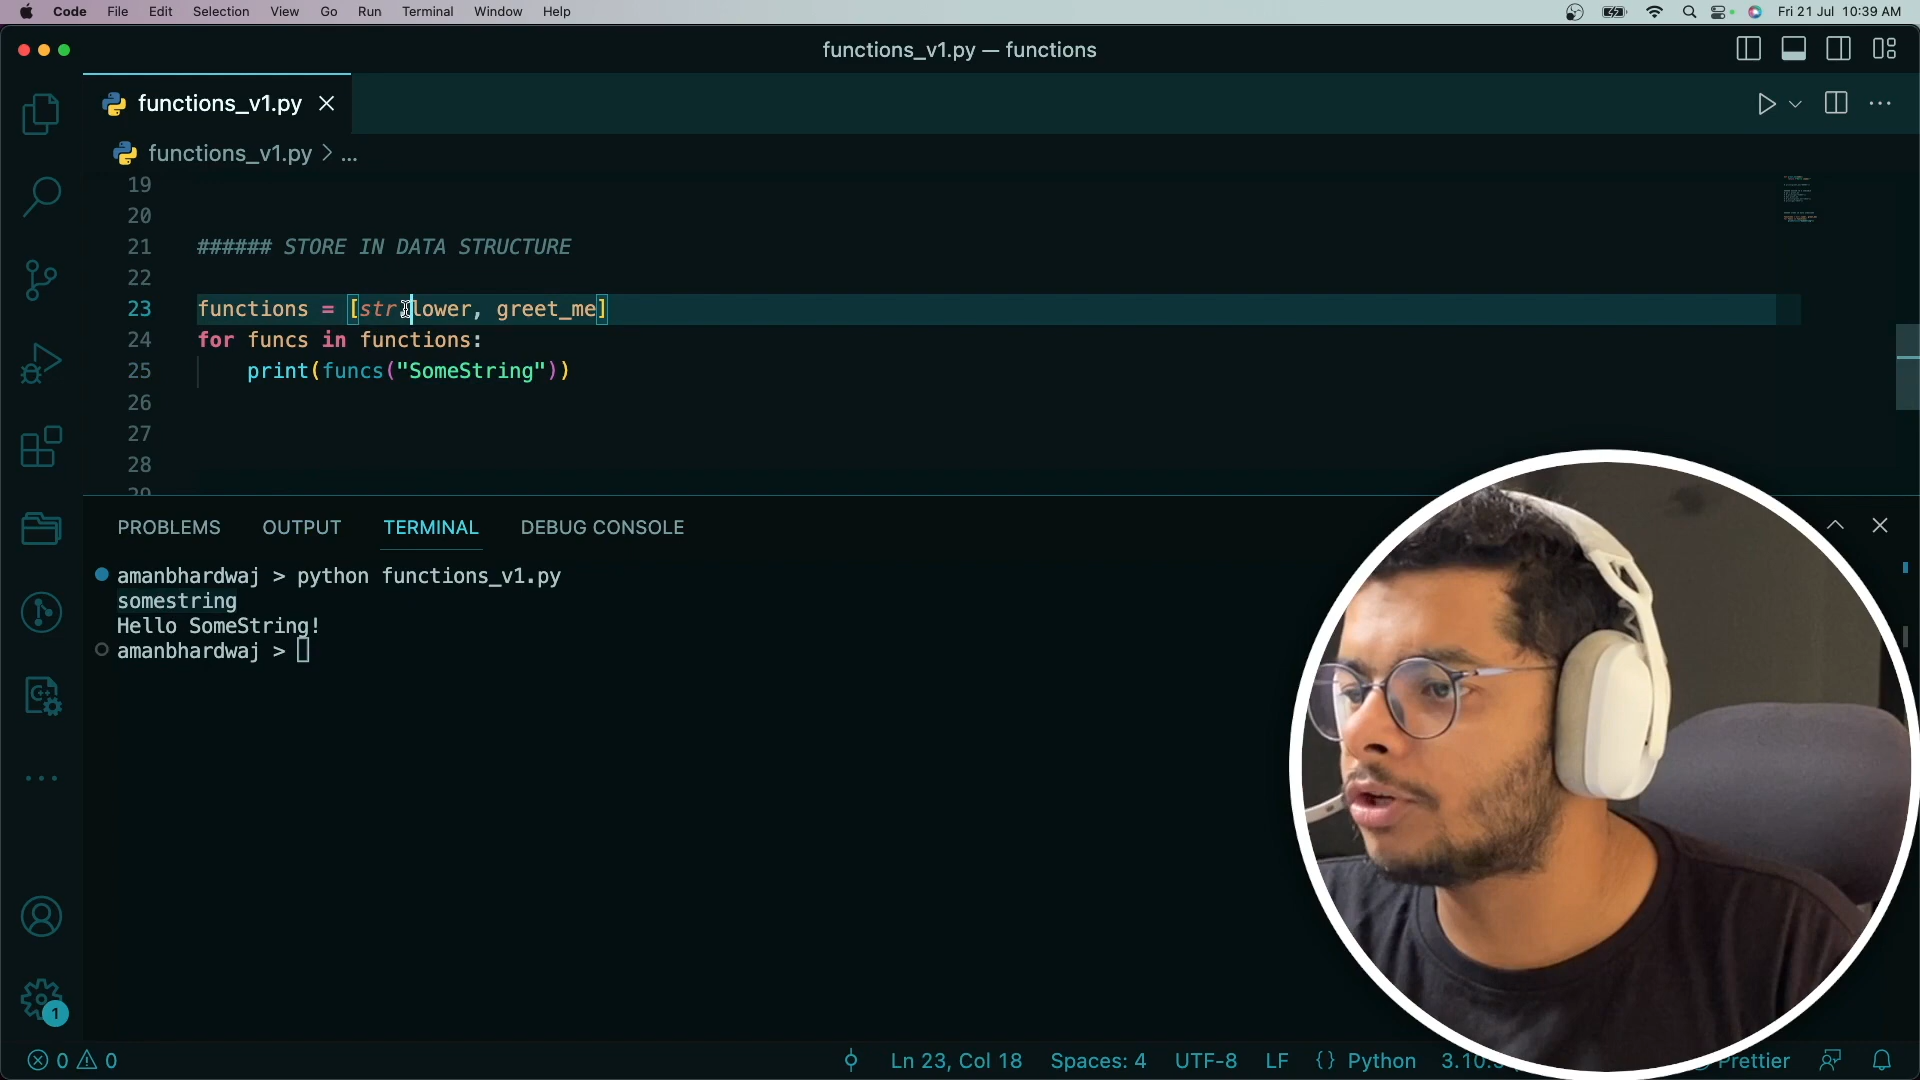 Code File Edit Selection View Go Run Terminal Window Help Fri 21 Jul 10:39 AM
functions_v1.py — functions
functions_v1.py
functions_v1.py > ...
19
20
21 ###### STORE IN DATA STRUCTURE
22
23 functions = [str.lower, greet_me]
24 for funcs in functions:
25 print(funcs("SomeString"))
26
27
28
29
PROBLEMS OUTPUT TERMINAL DEBUG CONSOLE
amanbhardwaj > python functions_v1.py
somestring
Hello SomeString!
amanbhardwaj >
1
0 0 Ln 23, Col 18 Spaces: 4 UTF-8 LF {} Python Prettier